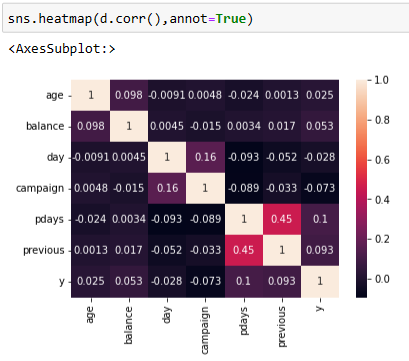 sns.heatmap(d.corr(),annot=True)
<AxesSubplot:>
age 1 0.098 -0.0091 0.0048 -0.024 0.0013 0.025
balance 0.098 1 0.0045 -0.015 0.0034 0.017 0.053
day -0.0091 0.0045 1 0.16 -0.093 -0.052 -0.028
campaign 0.0048 -0.015 0.16 1 -0.089 -0.033 -0.073
pdays -0.024 0.0034 -0.093 -0.089 1 0.45 0.1
previous 0.0013 0.017 -0.052 -0.033 0.45 1 0.093
y 0.025 0.053 -0.028 -0.073 0.1 0.093 1
age balance day campaign pdays previous y
1.0
0.8
0.6
0.4
0.2
0.0